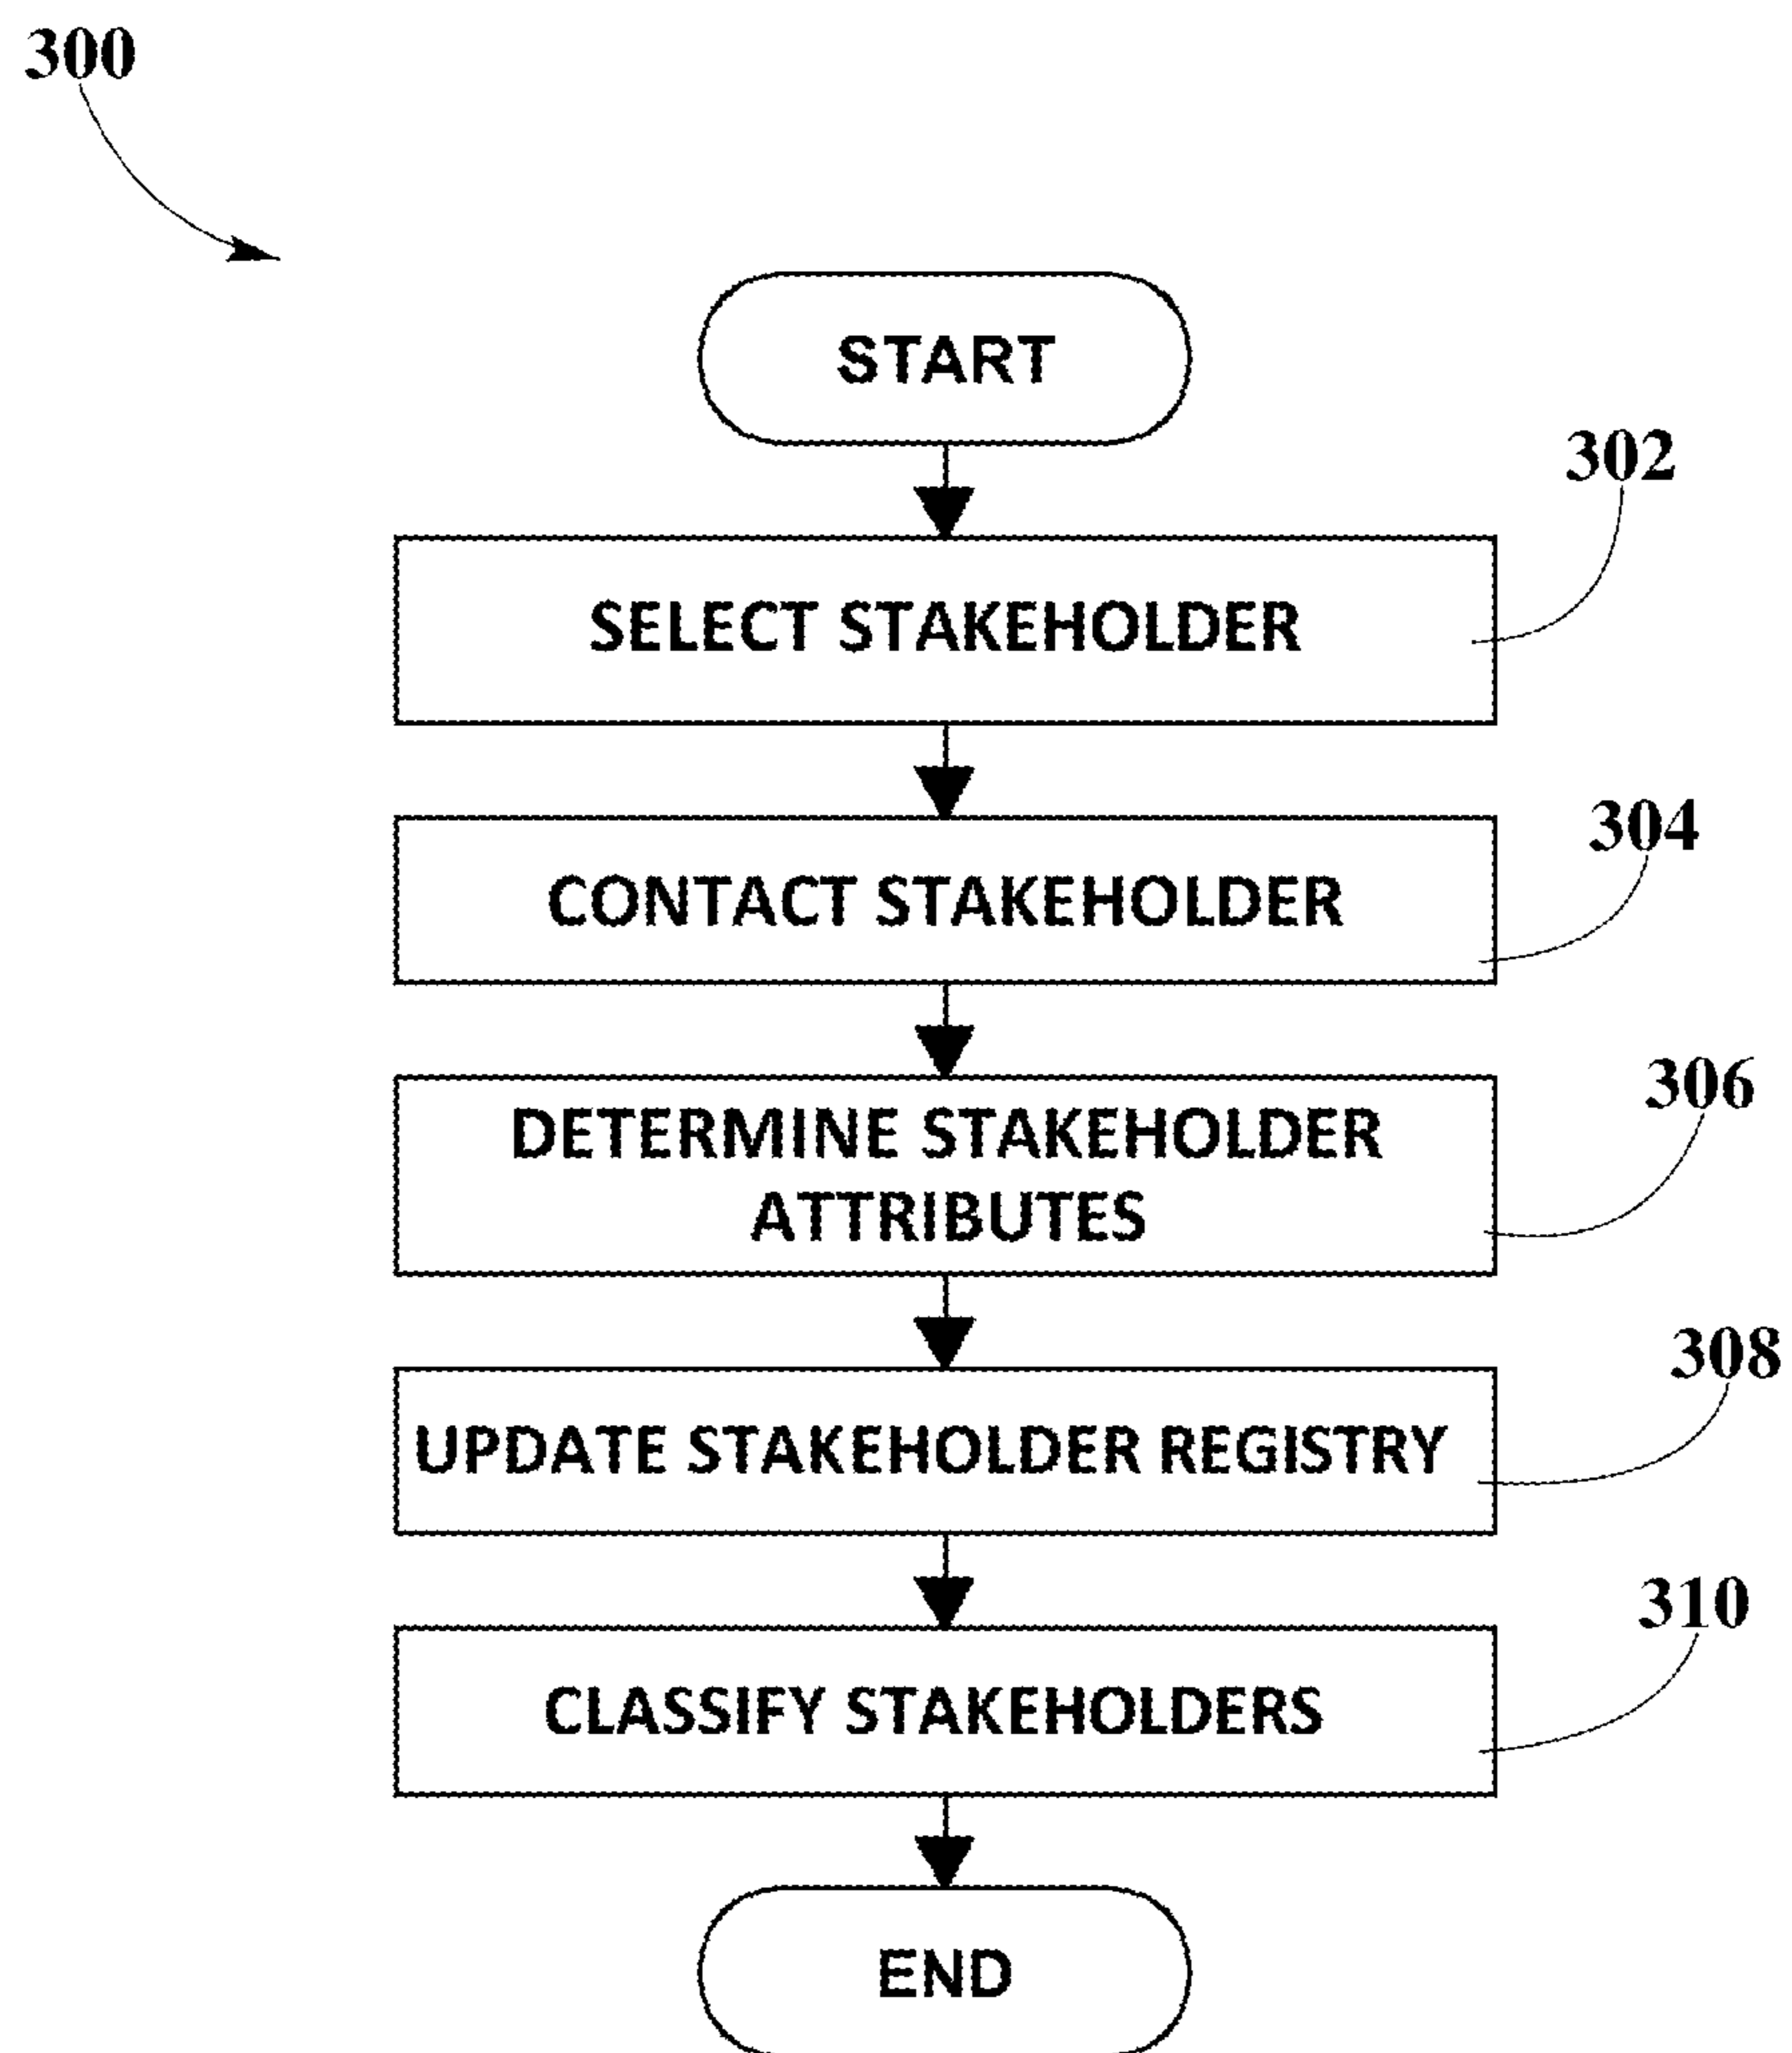 300
START
302
SELECT STAKEHOLDER
304
CONTACT STAKEHOLDER
306
DETERMINE STAKEHOLDER
ATTRIBUTES
308
UPDATE STAKEHOLDER REGISTRY
310
CLASSIFY STAKEHOLDERS
END